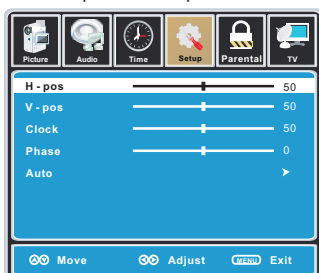 Picture Audio Time Setup Parental TV
H - pos 50
V - pos 50
Clock 50
Phase 0
Auto
Move Adjust MENU Exit